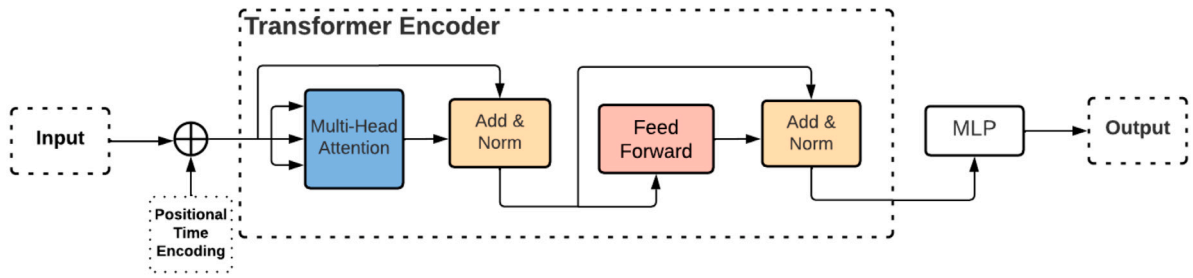 Transformer Encoder
Input
Positional
Time
Encoding
Multi-Head
Attention
Add &
Norm
Feed
Forward
Add &
Norm
MLP
Output